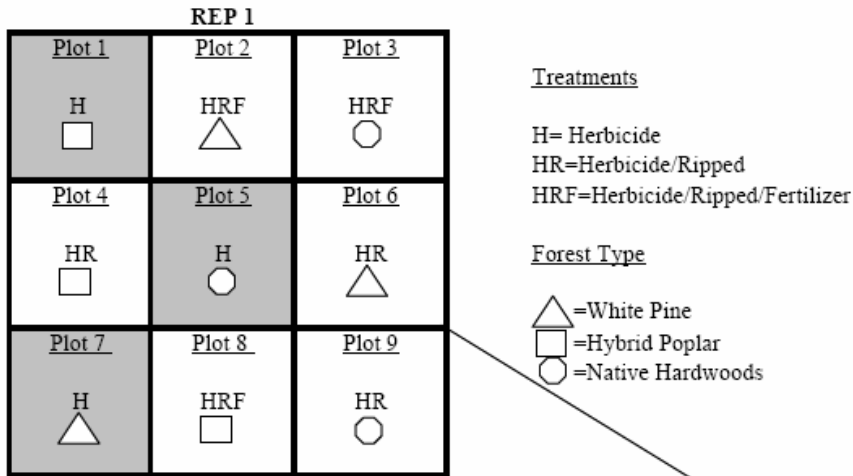 REP 1
Plot 1 Plot 2 Plot 3
H HRF HRF
Plot 4 Plot 5 Plot 6
HR H HR
Plot 7 Plot 8 Plot 9
H HRF HR
Treatments
H= Herbicide
HR=Herbicide/Ripped
HRF=Herbicide/Ripped/Fertilizer
Forest Type
=White Pine
=Hybrid Poplar
=Native Hardwoods